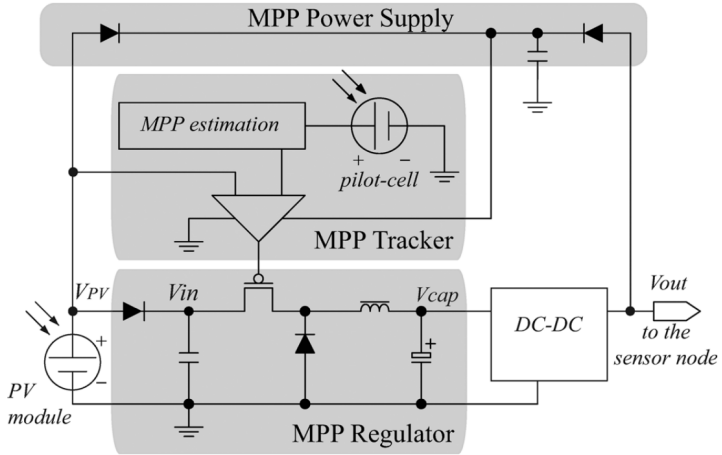 MPP Power Supply
MPP estimation
+ −
pilot-cell
MPP Tracker
VPV
Vin
Vcap
Vout
+
+
DC-DC
to the
sensor node
−
PV
module
MPP Regulator